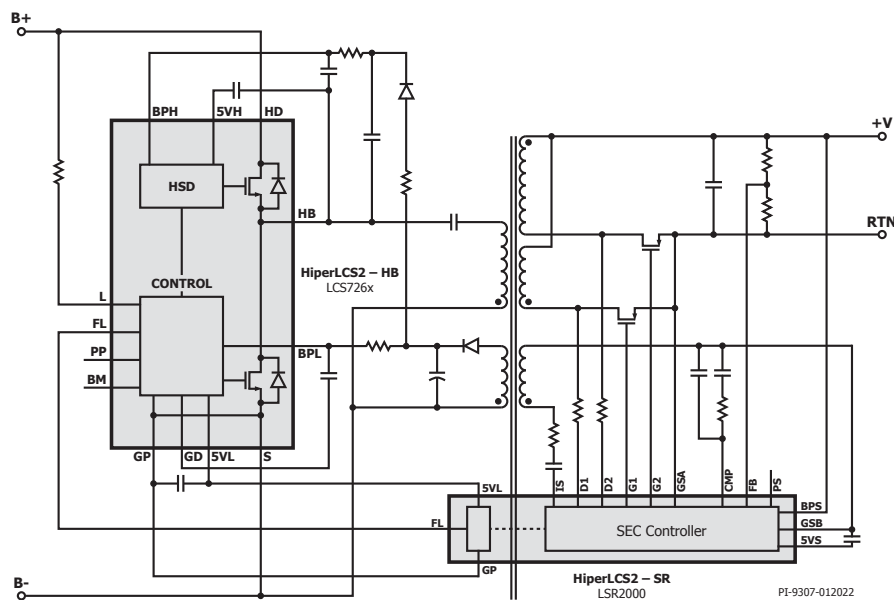 B+
BPH
5VH
HD
+V
HSD
HB
RTN
HiperLCS2 – HB
LCS726x
CONTROL
L
FL
BPL
PP
BM
GP
GD
5VL
S
5VL
IS
D1
D2
G1
G2
GSA
CMP
FB
PS
BPS
FL
SEC Controller
GSB
5VS
GP
HiperLCS2 – SR
LSR2000
B-
PI-9307-012022